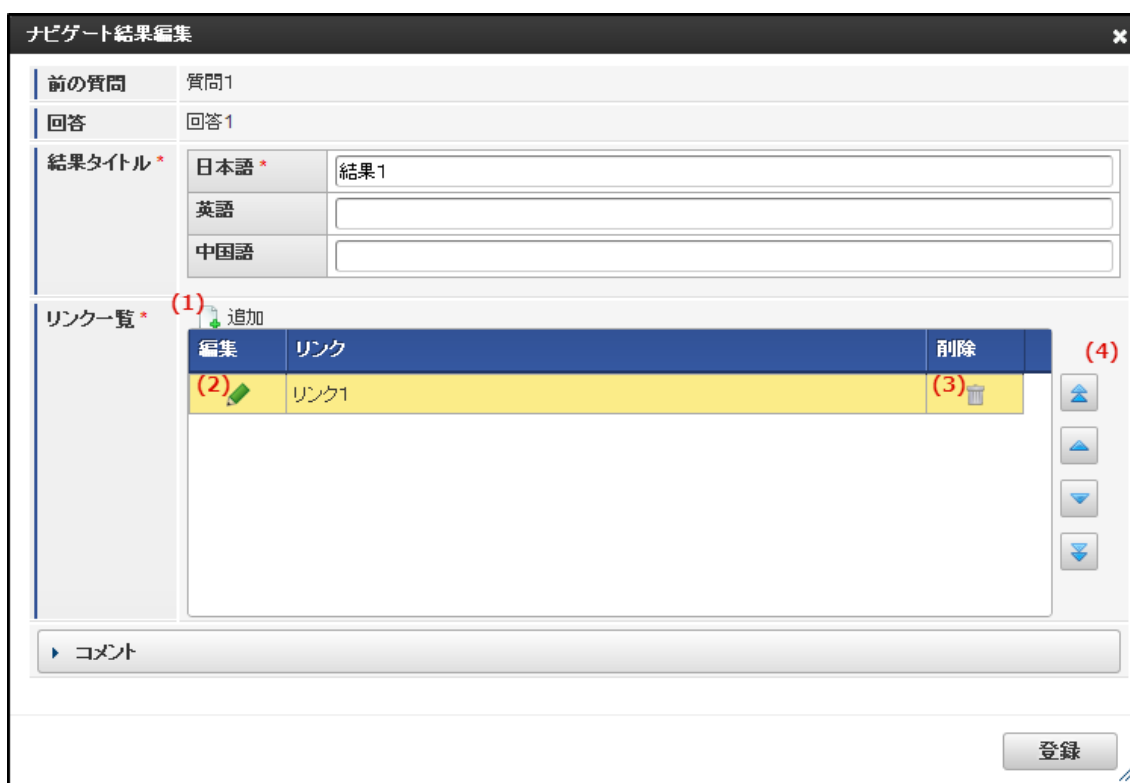 ナビゲート結果編集
前の質問 質問1
回答 回答1
結果タイトル * 日本語 * 結果1
英語
中国語
リンク一覧 * (1) 追加
編集 リンク 削除 (4)
(2) リンク1 (3)
コメント
登録